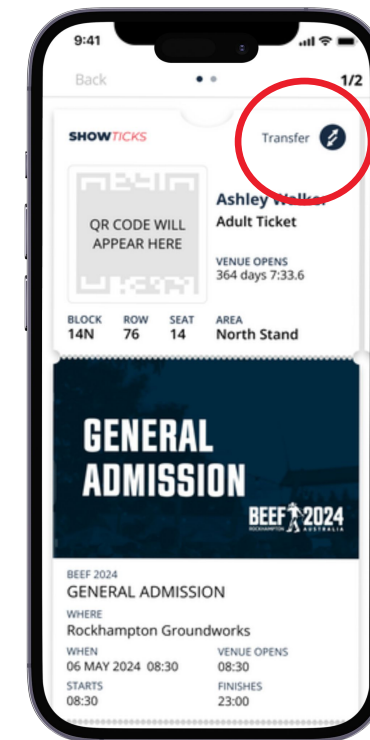 9:41
Back
1/2
SHOWTICKS
Transfer
QR CODE WILL
APPEAR HERE
Ashley Walker
Adult Ticket
VENUE OPENS
364 days 7:33.6
BLOCK ROW SEAT AREA
14N 76 14 North Stand
GENERAL
ADMISSION
BEEF 2024
ROCKHAMPTON AUSTRALIA
BEEF 2024
GENERAL ADMISSION
WHERE
Rockhampton Groundworks
WHEN VENUE OPENS
06 MAY 2024 08:30 08:30
STARTS FINISHES
08:30 23:00